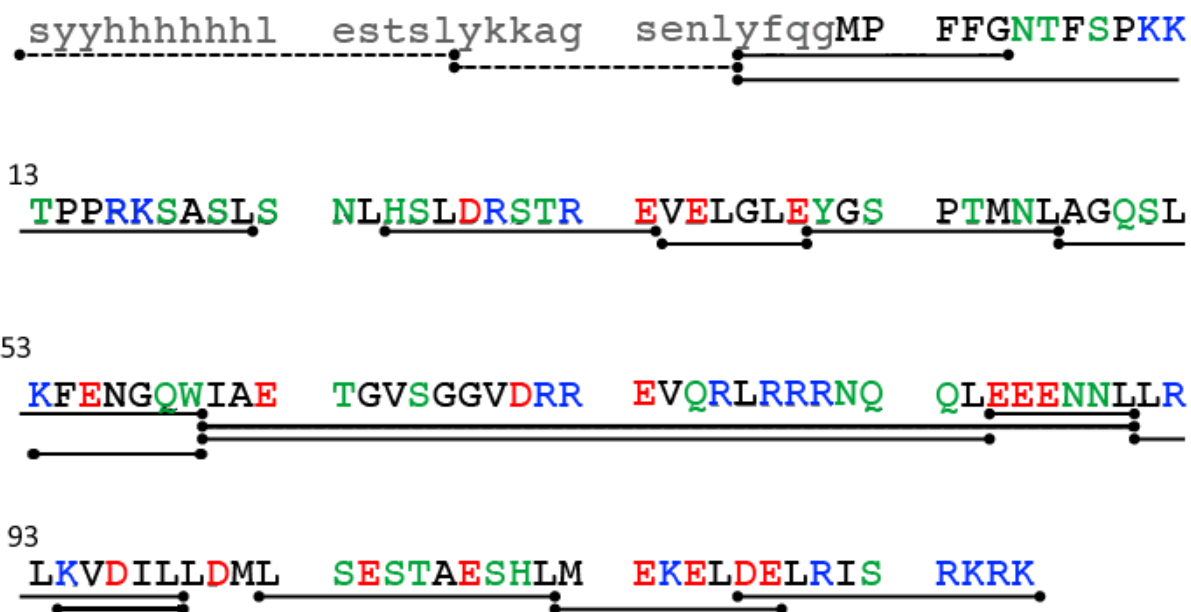 syyhhhhhhl estslykkag senlyfqgMP FFGNTFSPKK
13
TPPRKSASLS NLHSLDRSTR EVELGLEYGS PTMNLAGQSL
53
KFENGQWIAE TGVSGGVDRR EVQRLRRRNQ QLEEENNLLR
93
LKVDILLDML SESTAESHLM EKELDELRIS RKRK